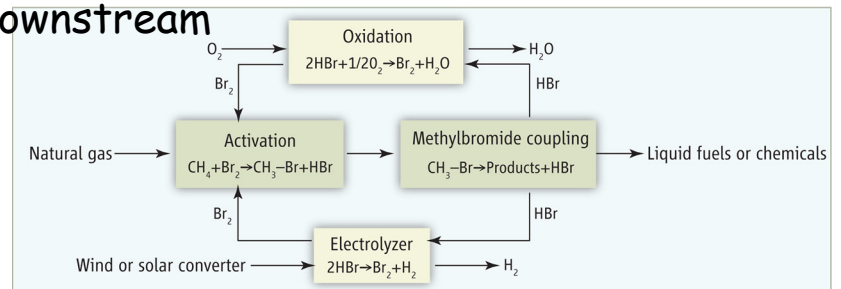 ownstream
Oxidation
O₂
2HBr+1/2O₂→Br₂+H₂O
H₂O
Br₂
HBr
Natural gas
Activation
CH₄+Br₂→CH₃–Br+HBr
Methylbromide coupling
CH₃–Br→Products+HBr
Liquid fuels or chemicals
Br₂
HBr
Wind or solar converter
Electrolyzer
2HBr→Br₂+H₂
H₂